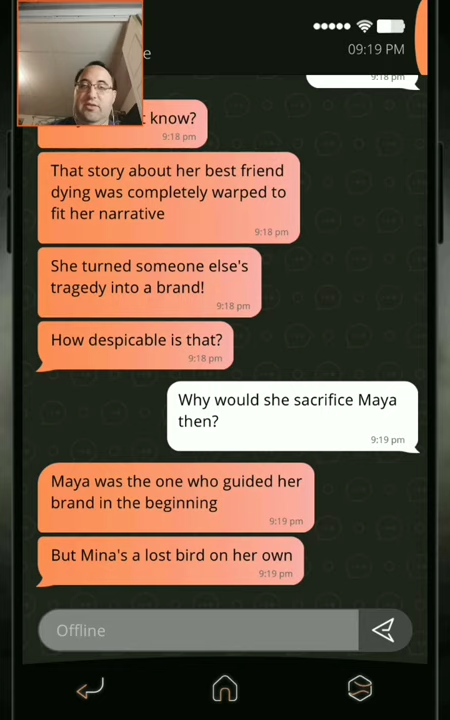 09:19 PM
e
9:18 pm
know?
9:18 pm
That story about her best friend
dying was completely warped to
fit her narrative
9:18 pm
She turned someone else's
tragedy into a brand!
9:18 pm
How despicable is that?
9:18 pm
Why would she sacrifice Maya
then?
9:19 pm
Maya was the one who guided her
brand in the beginning
9:19 pm
But Mina's a lost bird on her own
9:19 pm
Offline